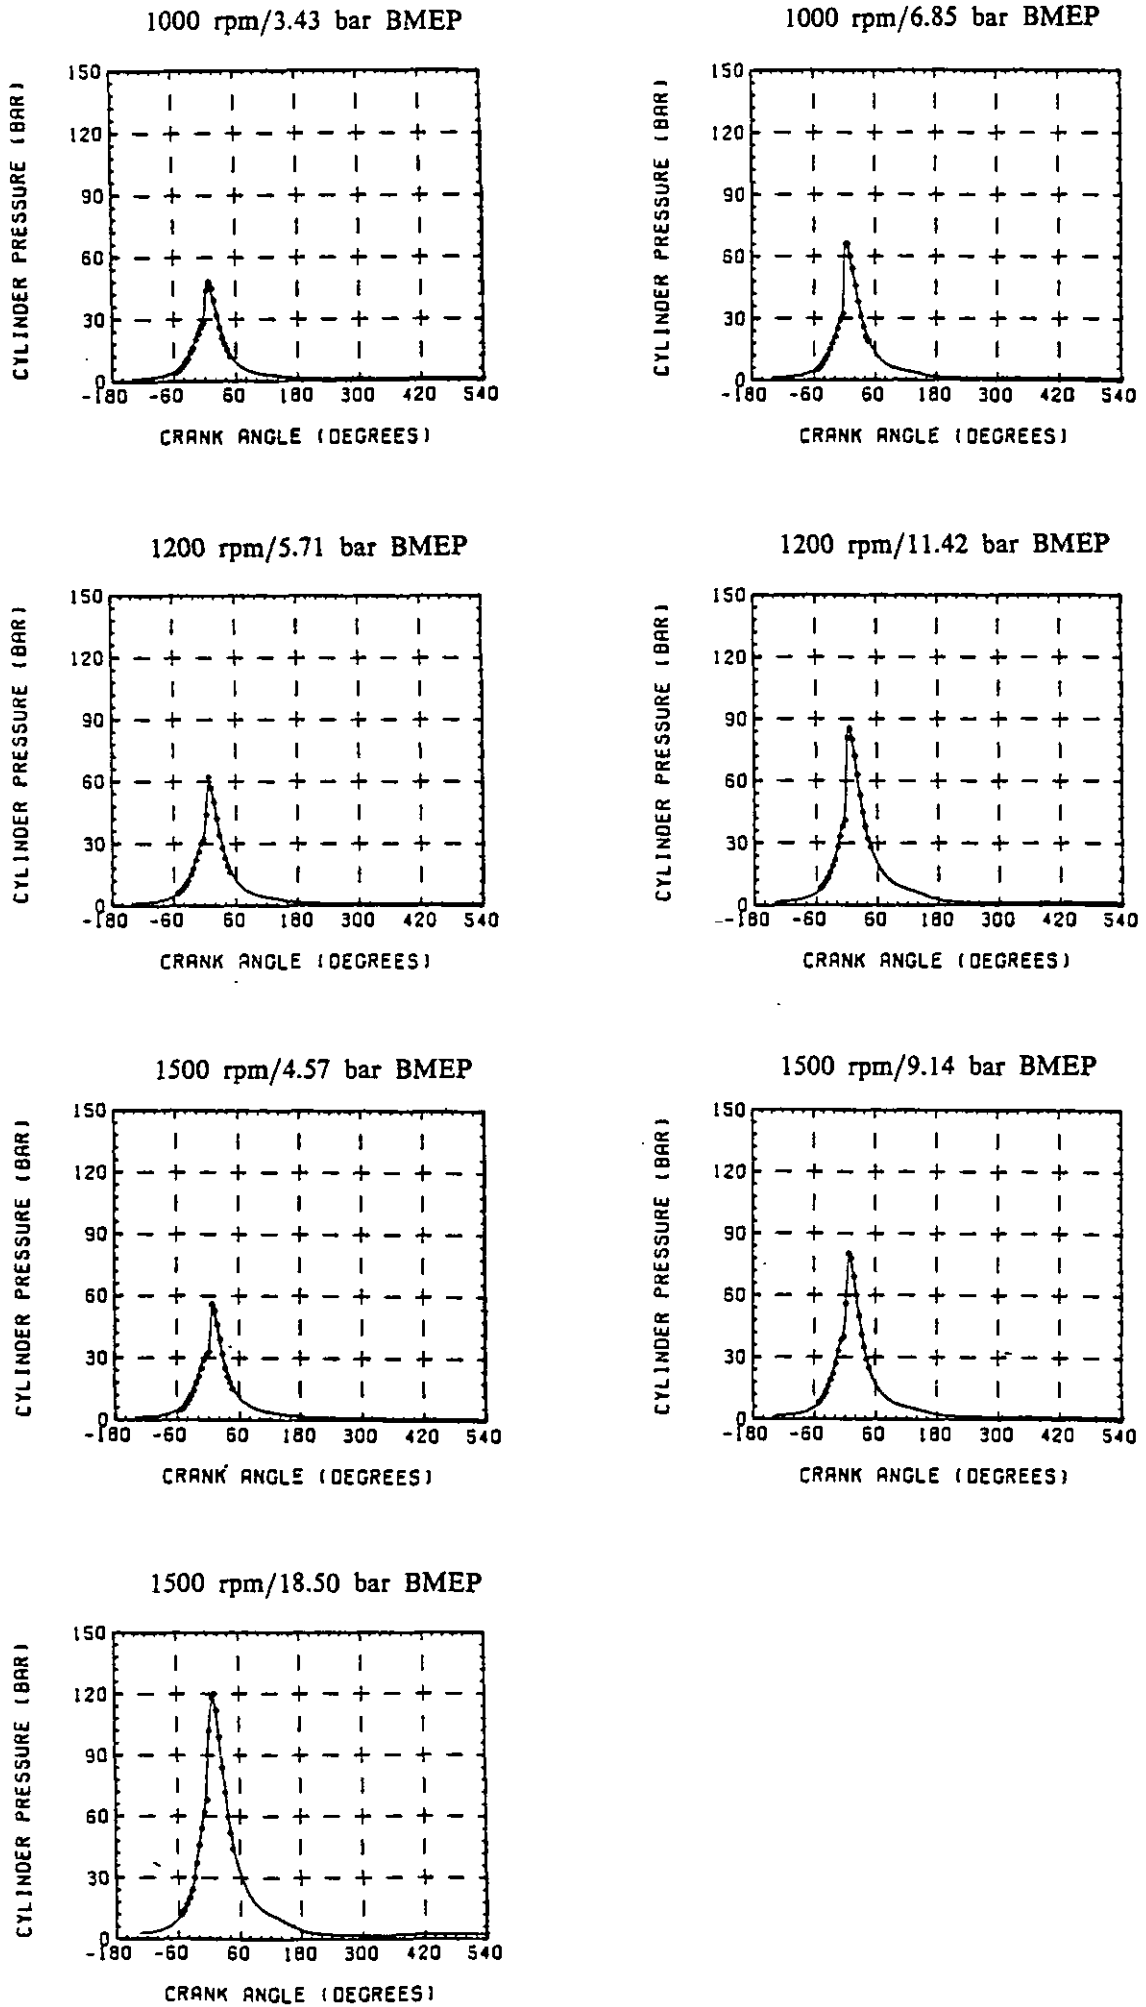 1000 rpm/3.43 bar BMEP
150
120
90
60
30
0
-180 -60 60 180 300 420 540
CYLINDER PRESSURE (BAR)
CRANK ANGLE (DEGREES)
1000 rpm/6.85 bar BMEP
150
120
90
60
30
0
-180 -60 60 180 300 420 540
CYLINDER PRESSURE (BAR)
CRANK ANGLE (DEGREES)
1200 rpm/5.71 bar BMEP
150
120
90
60
30
0
-180 -60 60 180 300 420 540
CYLINDER PRESSURE (BAR)
CRANK ANGLE (DEGREES)
1200 rpm/11.42 bar BMEP
150
120
90
60
30
0
-180 -60 60 180 300 420 540
CYLINDER PRESSURE (BAR)
CRANK ANGLE (DEGREES)
1500 rpm/4.57 bar BMEP
150
120
90
60
30
0
-180 -60 60 180 300 420 540
CYLINDER PRESSURE (BAR)
CRANK ANGLE (DEGREES)
1500 rpm/9.14 bar BMEP
150
120
90
60
30
0
-180 -60 60 180 300 420 540
CYLINDER PRESSURE (BAR)
CRANK ANGLE (DEGREES)
1500 rpm/18.50 bar BMEP
150
120
90
60
30
0
-180 -60 60 180 300 420 540
CYLINDER PRESSURE (BAR)
CRANK ANGLE (DEGREES)